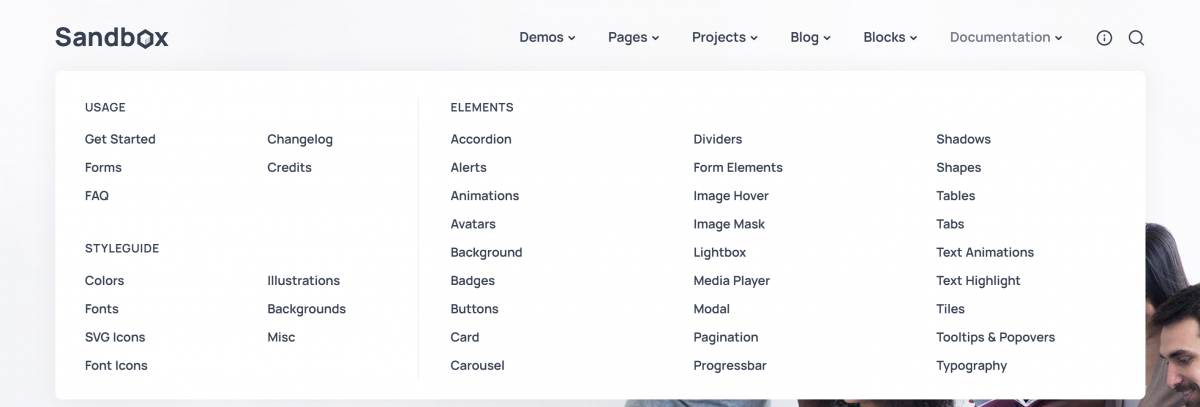 Sandbox
Demos
Pages
Projects
Blog
Blocks
Documentation
USAGE
Get Started
Forms
FAQ
Changelog
Credits
STYLEGUIDE
Colors
Fonts
SVG Icons
Font Icons
Illustrations
Backgrounds
Misc
ELEMENTS
Accordion
Alerts
Animations
Avatars
Background
Badges
Buttons
Card
Carousel
Dividers
Form Elements
Image Hover
Image Mask
Lightbox
Media Player
Modal
Pagination
Progressbar
Shadows
Shapes
Tables
Tabs
Text Animations
Text Highlight
Tiles
Tooltips & Popovers
Typography